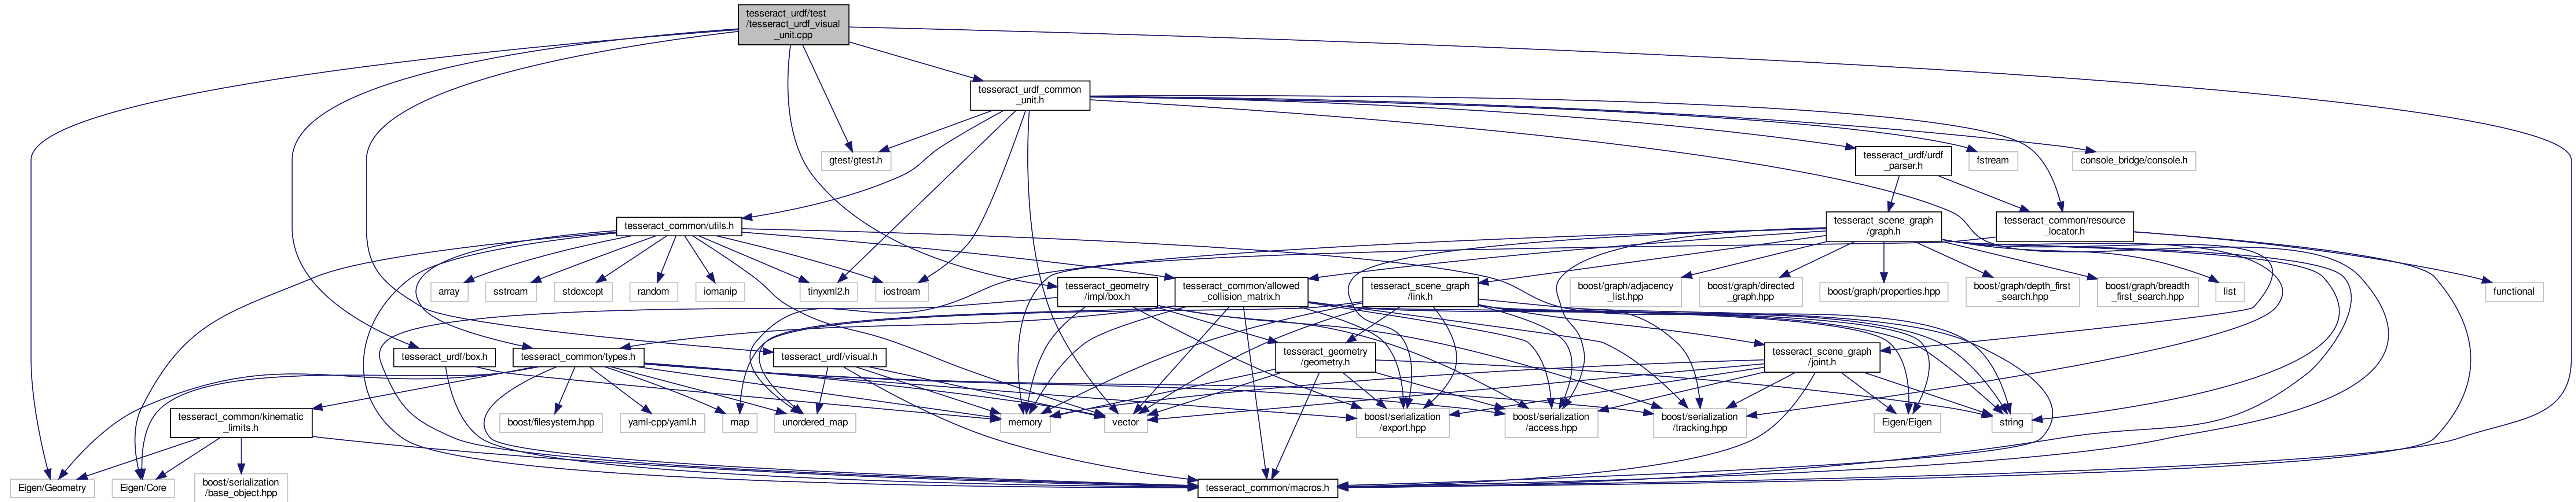 tesseract_urdf/test
/tesseract_urdf_visual
_unit.cpp
tesseract_urdf_common
_unit.h
gtest/gtest.h
tesseract_urdf/urdf
_parser.h
fstream
console_bridge/console.h
tesseract_common/utils.h
tesseract_scene_graph
/graph.h
tesseract_common/resource
_locator.h
array
sstream
stdexcept
random
iomanip
tinyxml2.h
iostream
tesseract_geometry
/impl/box.h
tesseract_common/allowed
_collision_matrix.h
tesseract_scene_graph
/link.h
boost/graph/adjacency
_list.hpp
boost/graph/directed
_graph.hpp
boost/graph/properties.hpp
boost/graph/depth_first
_search.hpp
boost/graph/breadth
_first_search.hpp
list
functional
tesseract_urdf/box.h
tesseract_common/types.h
tesseract_urdf/visual.h
tesseract_geometry
/geometry.h
tesseract_scene_graph
/joint.h
tesseract_common/kinematic
_limits.h
boost/filesystem.hpp
yaml-cpp/yaml.h
map
unordered_map
memory
vector
boost/serialization
/export.hpp
boost/serialization
/access.hpp
boost/serialization
/tracking.hpp
Eigen/Eigen
string
Eigen/Geometry
Eigen/Core
boost/serialization
/base_object.hpp
tesseract_common/macros.h